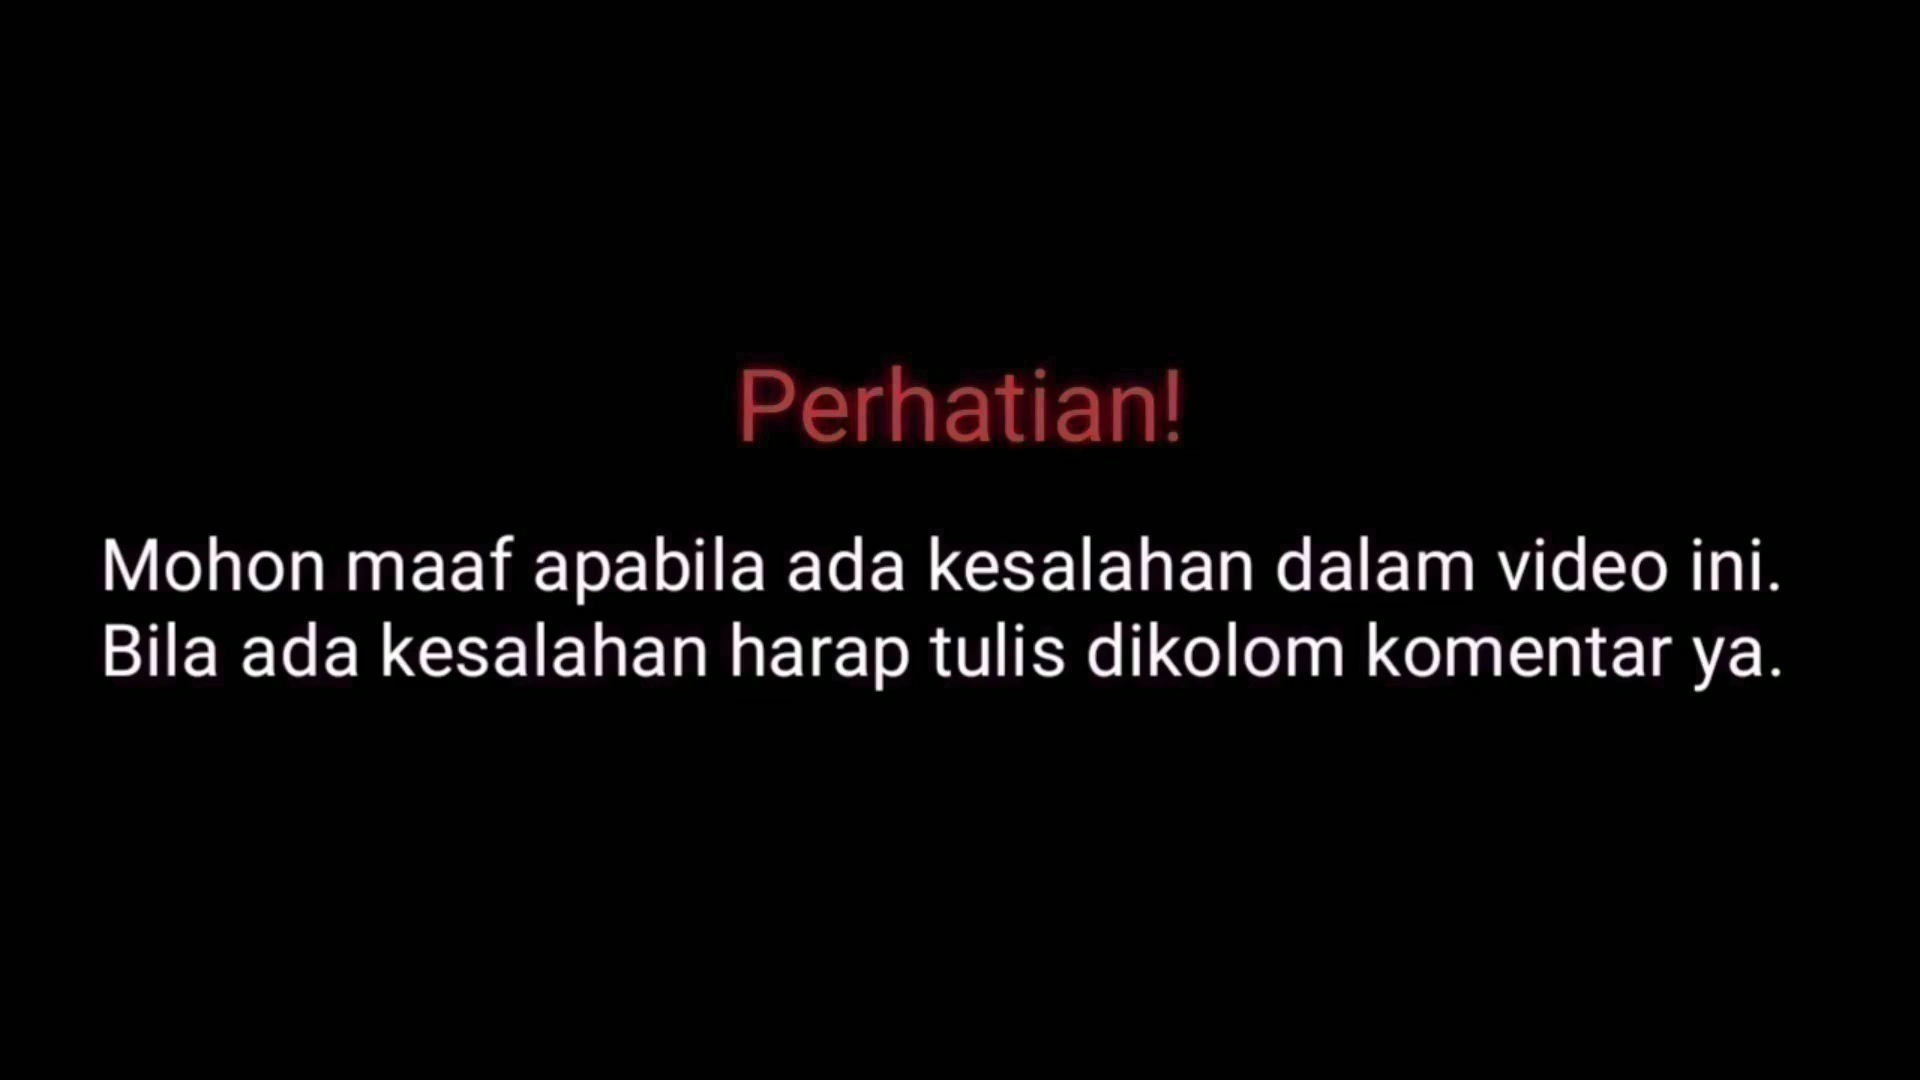 Perhatian!
Mohon maaf apabila ada kesalahan dalam video ini.
Bila ada kesalahan harap tulis dikolom komentar ya.